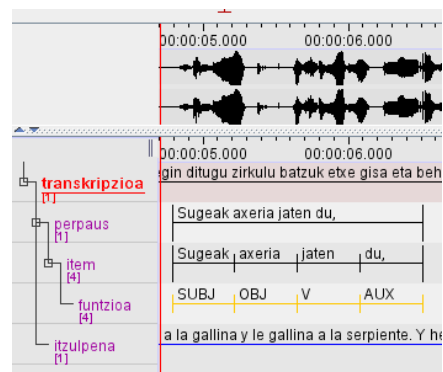 00:00:05.000 00:00:06.000
00:00:05.000 00:00:06.000
gin ditugu zirkulu batzuk etxe gisa eta beh
transkripzioa
[1]
Sugeak axeria jaten du,
perpaus
[1]
Sugeak axeria jaten du,
item
[4]
SUBJ OBJ V AUX
funtzioa
[4]
a la gallina y le gallina a la serpiente. Y he
itzulpena
[1]